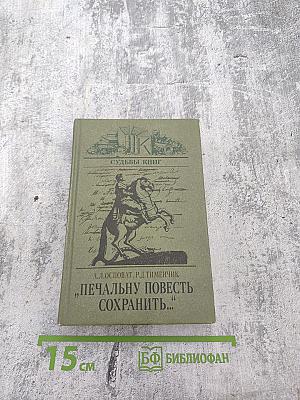 СУДЬБЫ КНИГ
А.Л.ОСПОВАТ, Р.Д.ТИМЕНЧИК
„ПЕЧАЛЬНУ ПОВЕСТЬ
СОХРАНИТЬ..."
15 см
БФ БИБЛИОФАН